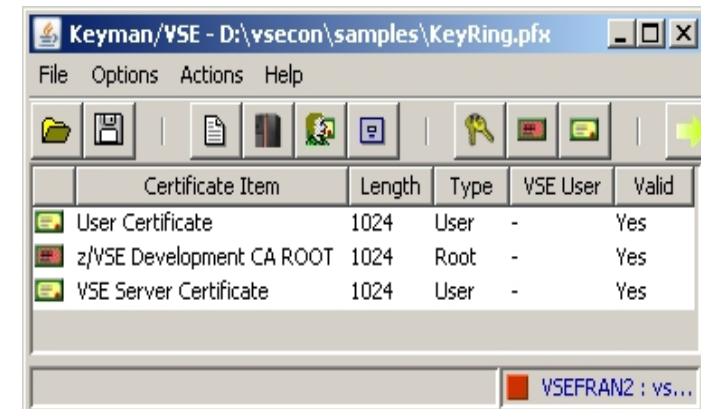 Keyman/VSE - D:\vsecon\samples\KeyRing.pfx
File Options Actions Help
Certificate Item Length Type VSE User Valid
User Certificate 1024 User - Yes
z/VSE Development CA ROOT 1024 Root - Yes
VSE Server Certificate 1024 User - Yes
VSEFRAN2 : vs...